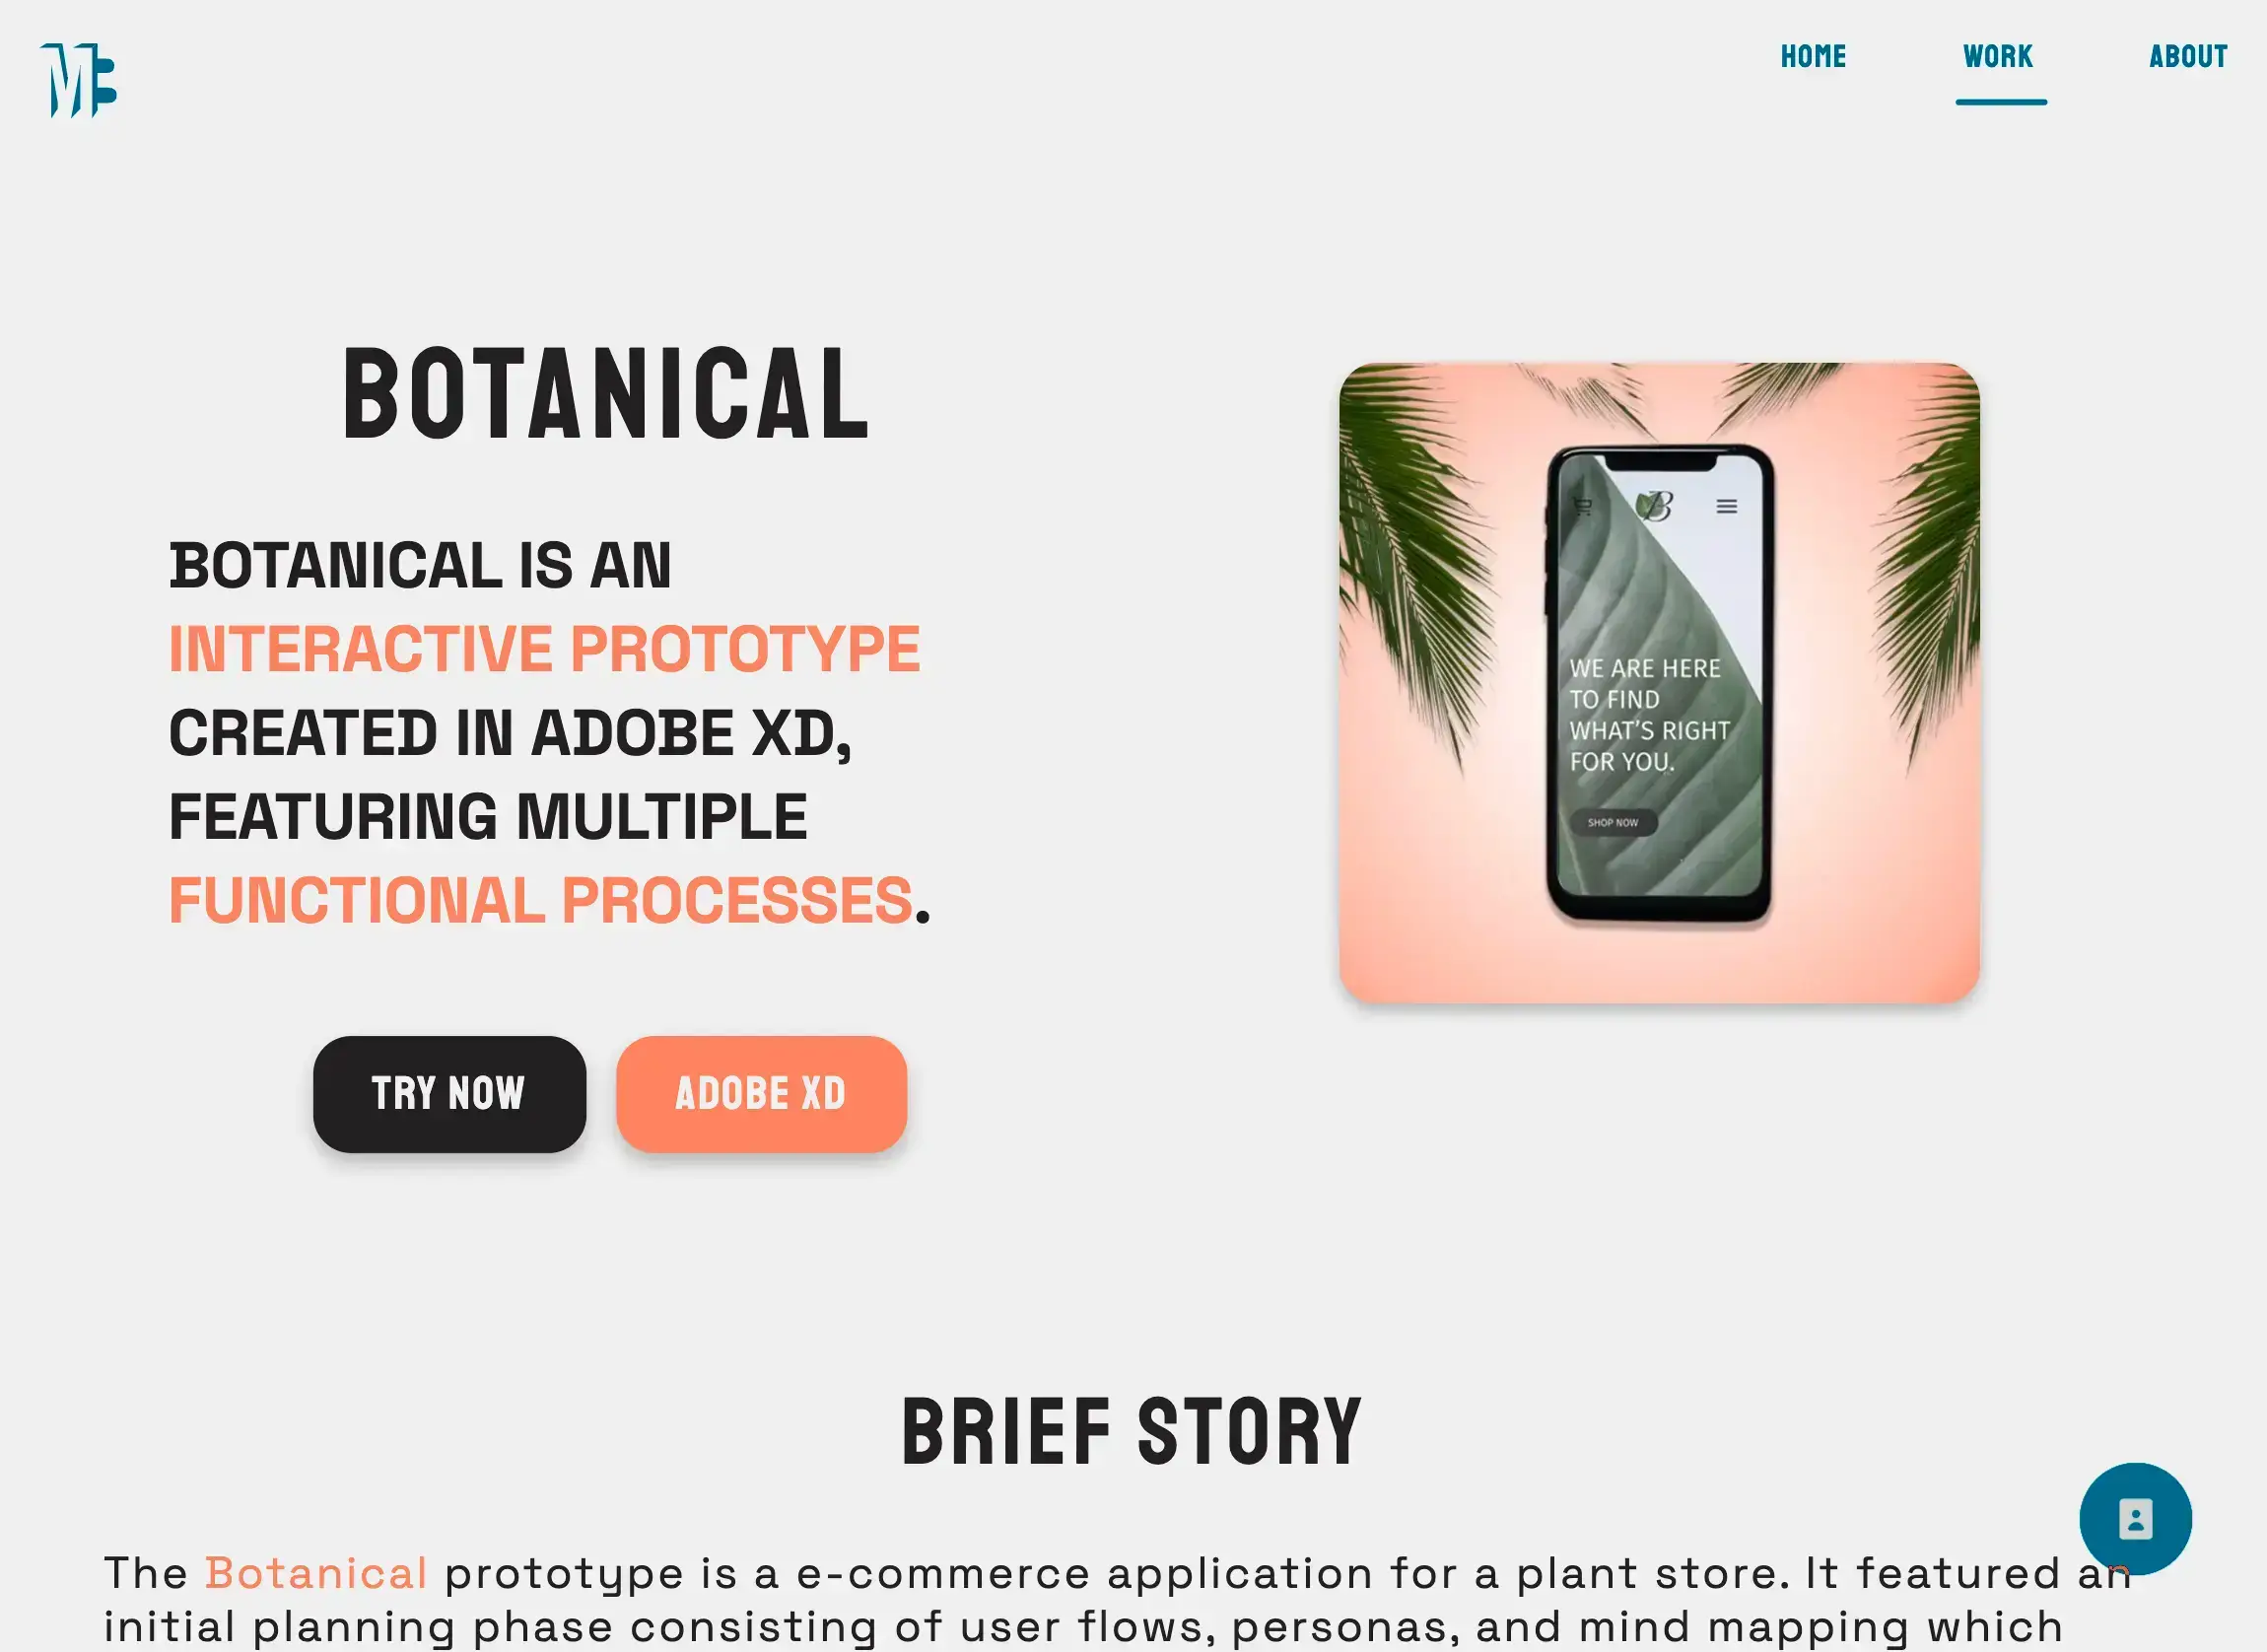 MB
HOME WORK ABOUT
BOTANICAL
BOTANICAL IS AN
INTERACTIVE PROTOTYPE
CREATED IN ADOBE XD,
FEATURING MULTIPLE
FUNCTIONAL PROCESSES.
TRY NOW ADOBE XD
B
WE ARE HERE
TO FIND
WHAT'S RIGHT
FOR YOU.
SHOP NOW
BRIEF STORY
The Botanical prototype is a e-commerce application for a plant store. It featured an
initial planning phase consisting of user flows, personas, and mind mapping which